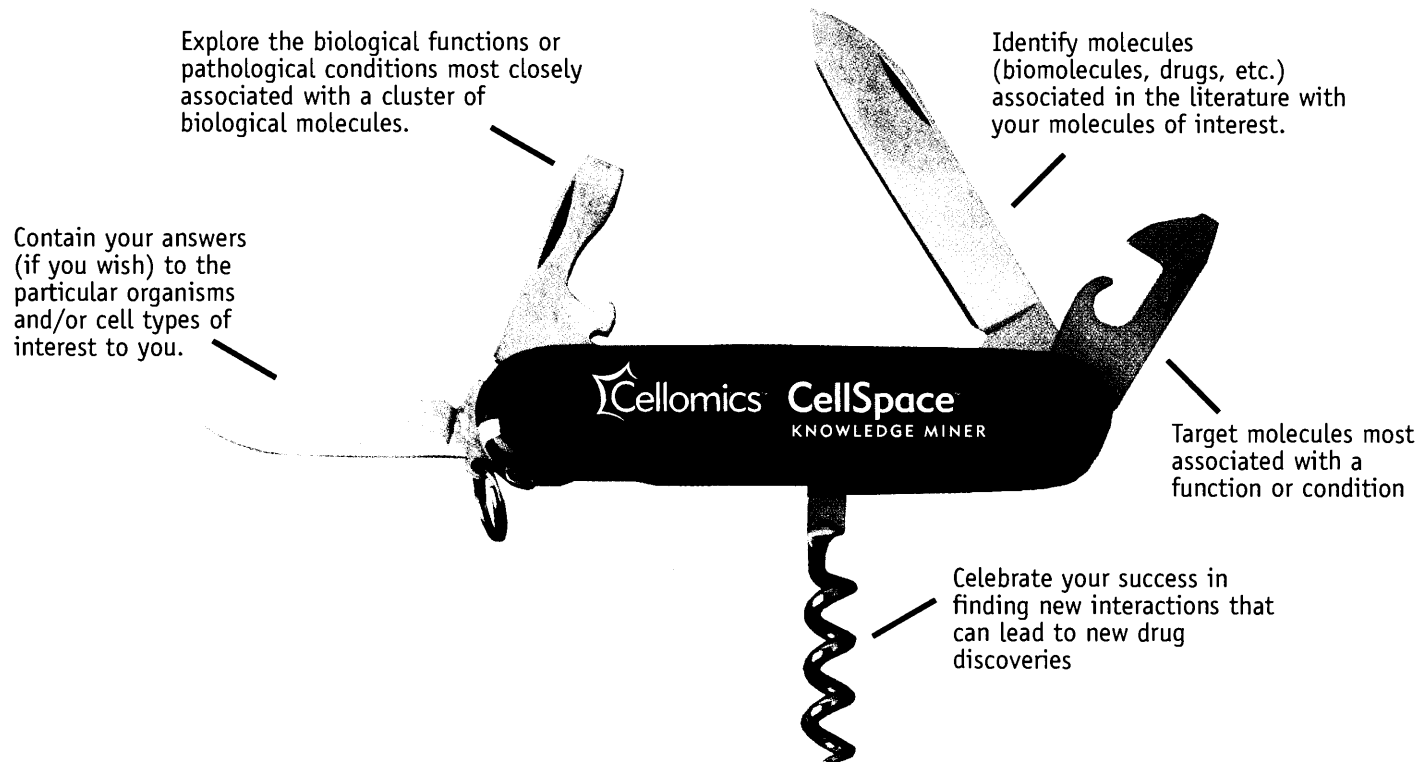 Explore the biological functions or
pathological conditions most closely
associated with a cluster of
biological molecules.
Identify molecules
(biomolecules, drugs, etc.)
associated in the literature with
your molecules of interest.
Contain your answers
(if you wish) to the
particular organisms
and/or cell types of
interest to you.
Cellomics™ CellSpace™
KNOWLEDGE MINER
Target molecules most
associated with a
function or condition
Celebrate your success in
finding new interactions that
can lead to new drug
discoveries